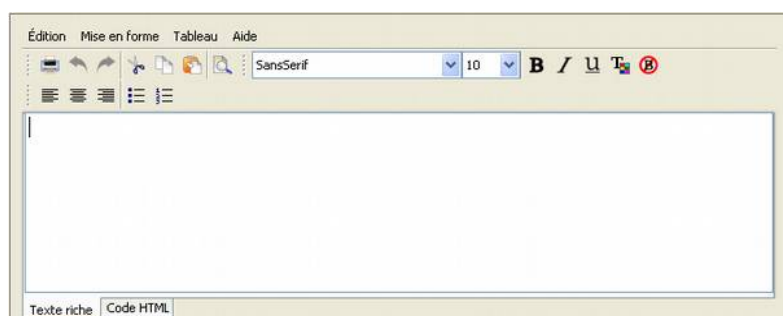 Édition Mise en forme Tableau Aide
SansSerif 10 B I U T B
Texte riche Code HTML